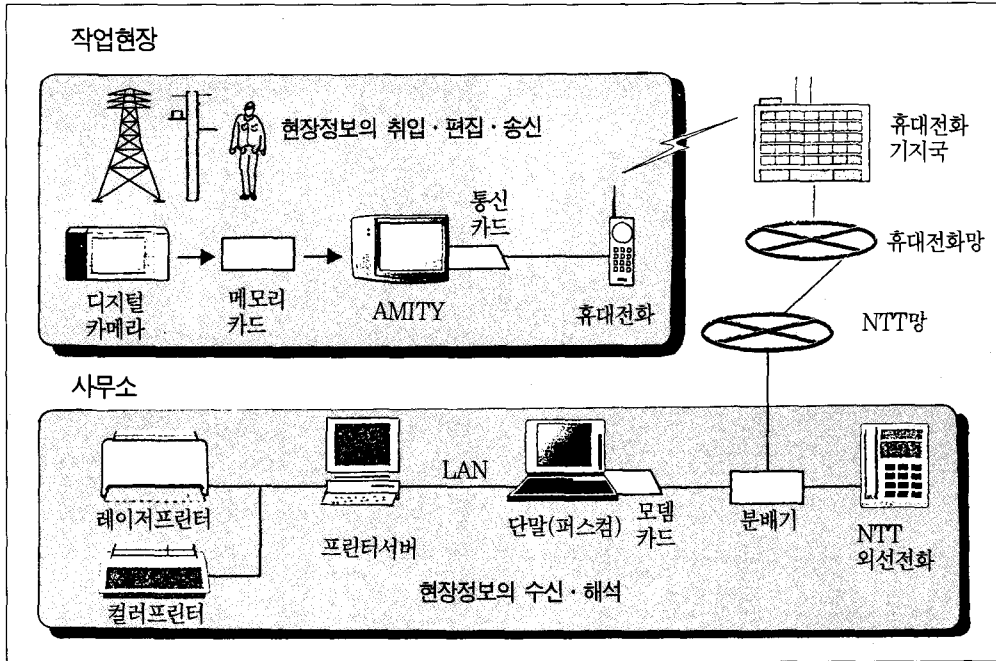 작업현장
현장정보의 취입·편집·송신
휴대전화
기지국
통신
카드
휴대전화망
디지털
카메라
메모리
카드
AMITY
휴대전화
NTT망
사무소
LAN
레이저프린터
프린터서버
단말(퍼스컴)
모뎀
카드
분배기
NTT
외선전화
컬러프린터
현장정보의 수신·해석